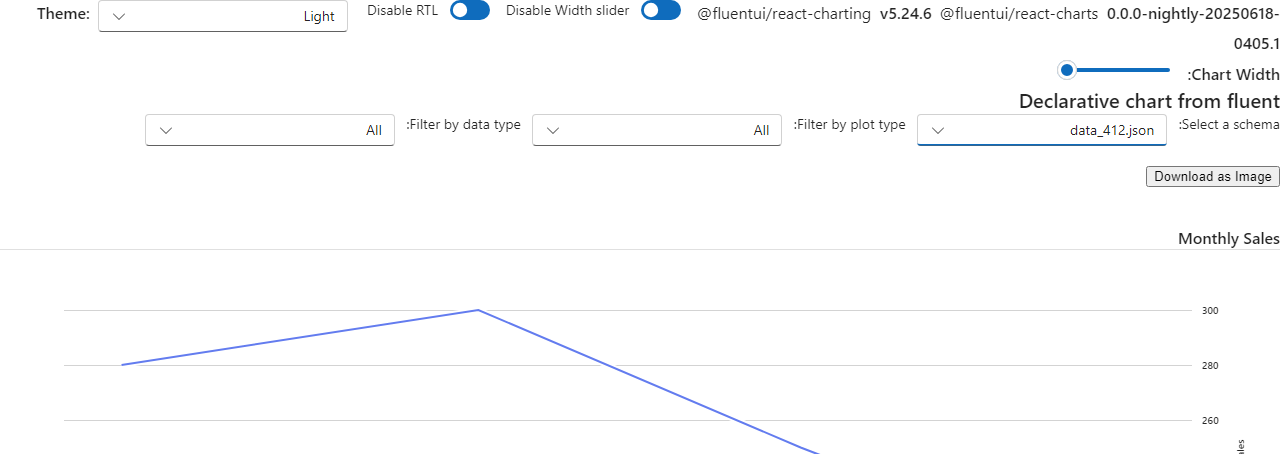 Theme: Light Disable RTL Disable Width slider @fluentui/react-charting v5.24.6 @fluentui/react-charts 0.0.0-nightly-20250618-
0405.1
:Chart Width
Declarative chart from fluent
:Select a schema data_412.json :Filter by plot type All :Filter by data type All
Download as Image
Monthly Sales
300
280
260